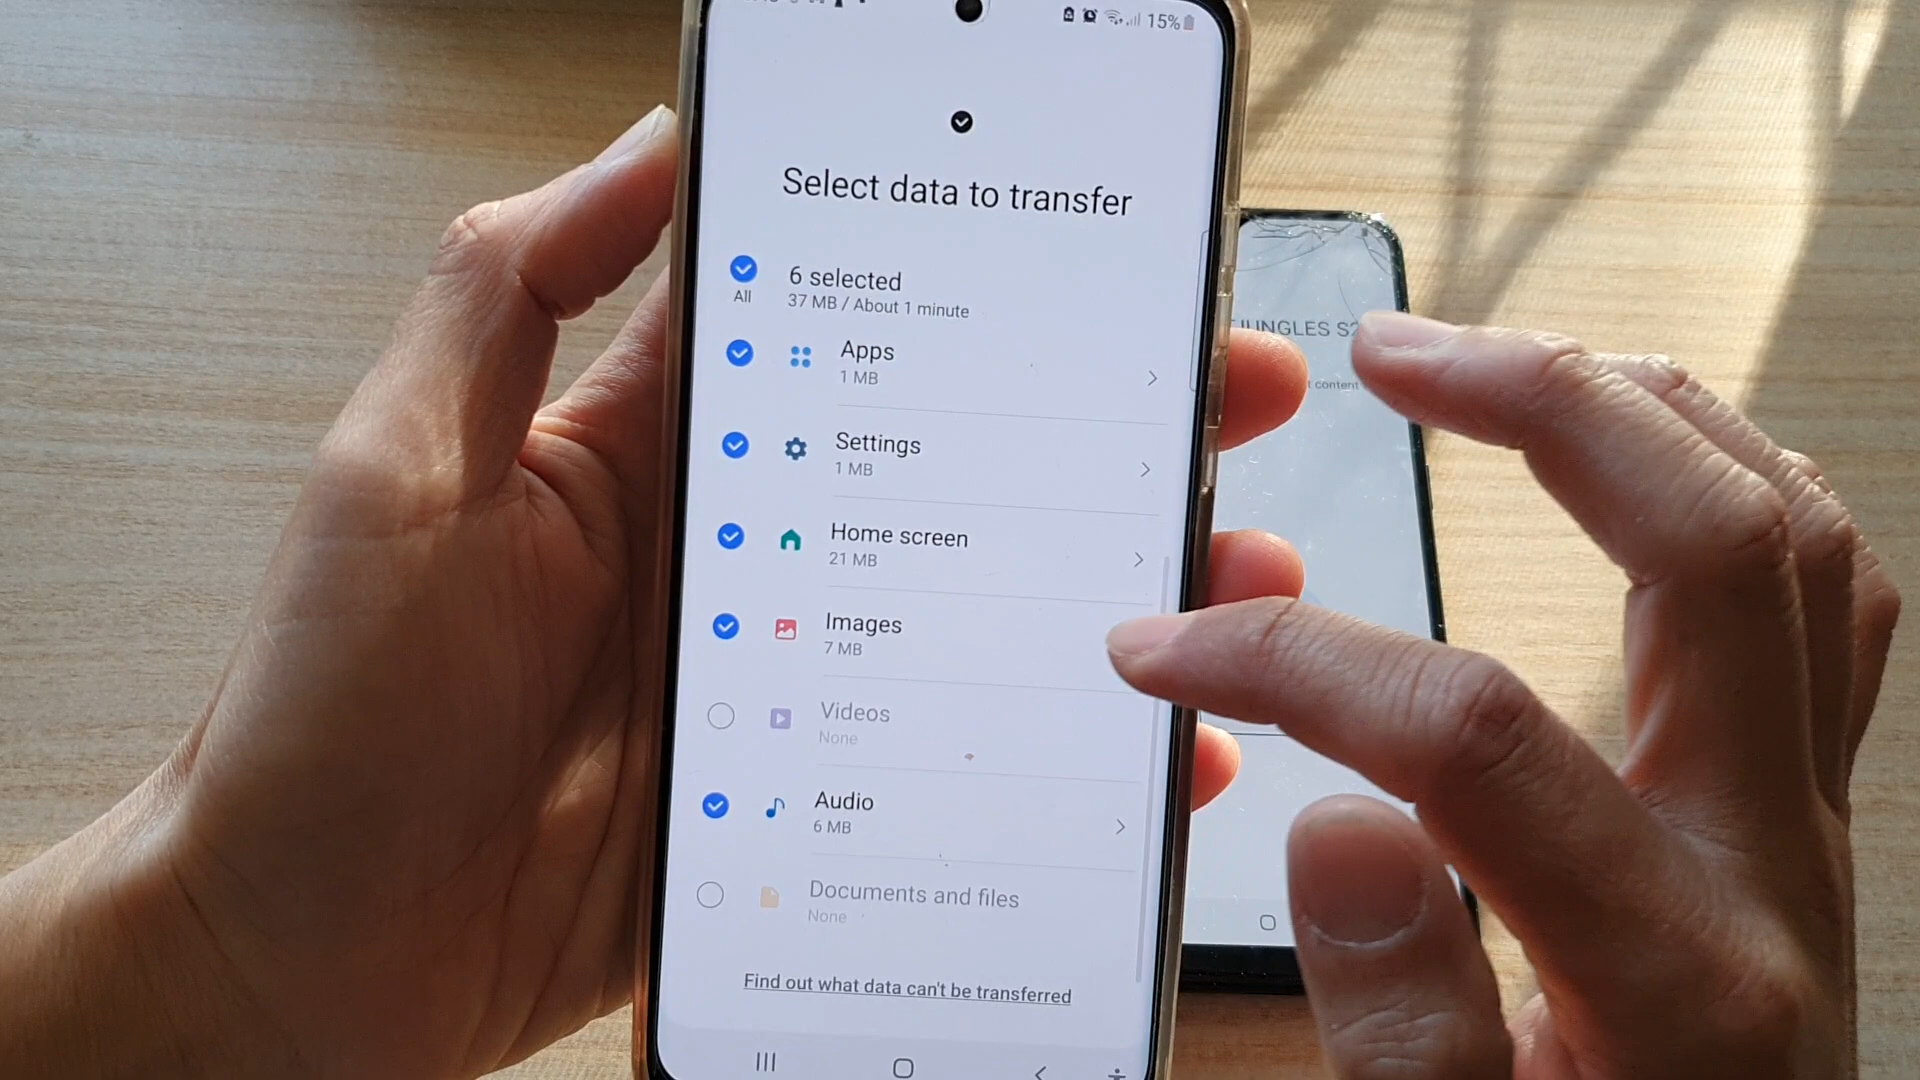 15%
Select data to transfer
6 selected
All
37 MB / About 1 minute
Apps
1 MB
Settings
1 MB
Home screen
21 MB
Images
7 MB
Videos
None
Audio
6 MB
Documents and files
None
Find out what data can't be transferred
JUNGLES
content